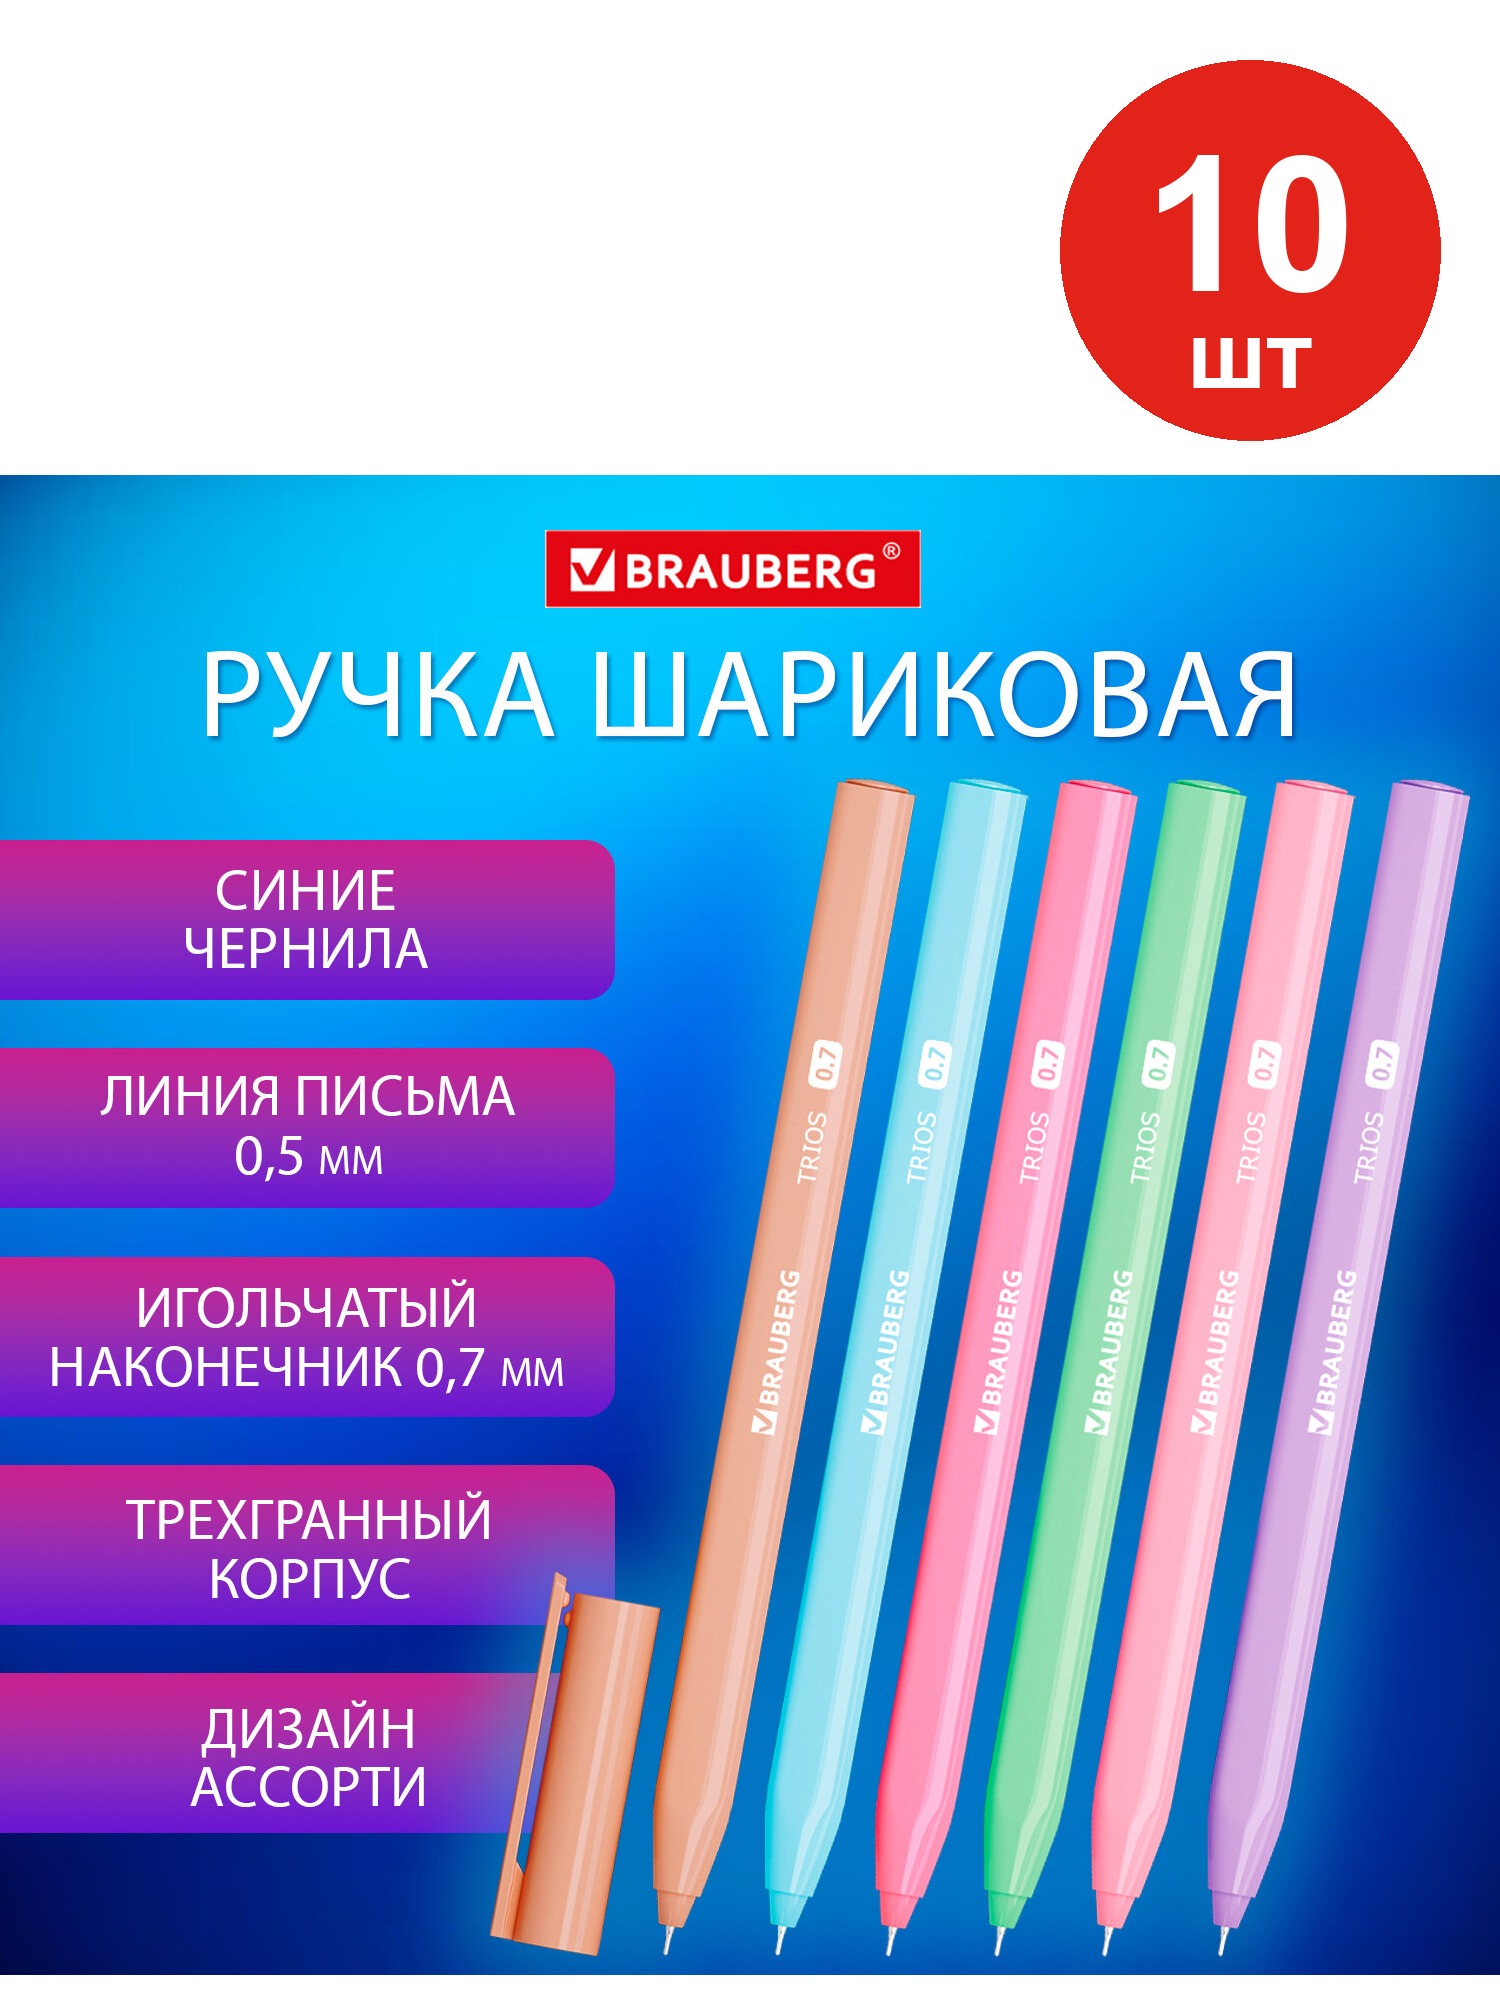 10
шт
BRAUBERG®
РУЧКА ШАРИКОВАЯ
СИНИЕ
ЧЕРНИЛА
ЛИНИЯ ПИСЬМА
0,5 мм
ИГОЛЬЧАТЫЙ
НАКОНЕЧНИК 0,7 мм
ТРЕХГРАННЫЙ
КОРПУС
ДИЗАЙН
АССОРТИ
BRAUBERG TRIOS 0.7
BRAUBERG TRIOS 0.7
BRAUBERG TRIOS 0.7
BRAUBERG TRIOS 0.7
BRAUBERG TRIOS 0.7
BRAUBERG TRIOS 0.7